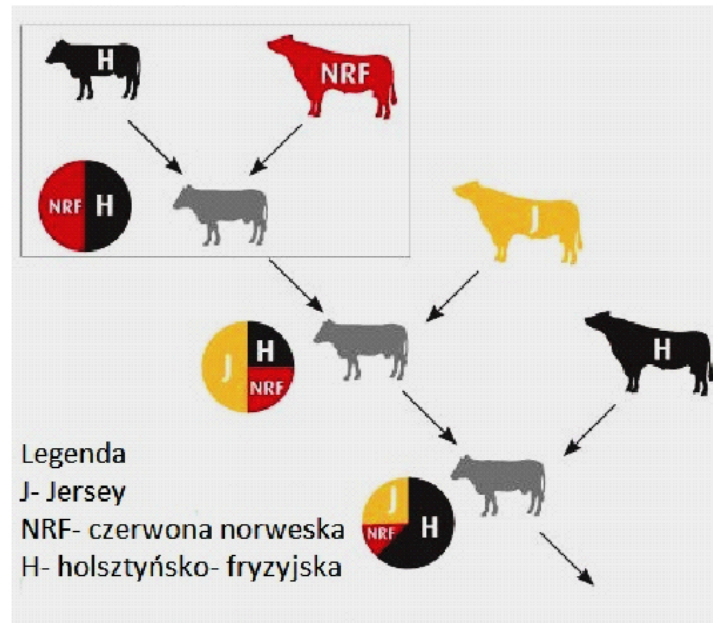 H
NRF
NRF H
J
H
J
NRF
H
J
H
NRF
Legenda
J- Jersey
NRF- czerwona norweska
H- holsztyńsko- fryzyjska